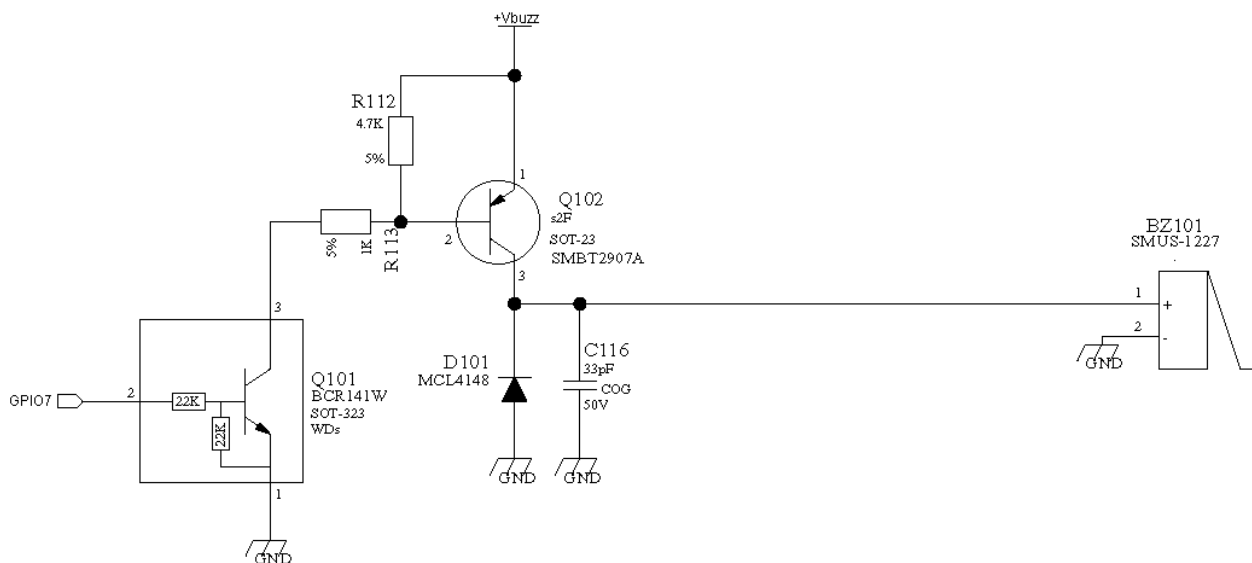 +Vbuzz
R112
4.7K
5%
1
Q102
s2F
SOT-23
SMBT2907A
2
3
5%
1K
R113
BZ101
SMUS-1227
1
+
2
-
GND
3
D101
MCL4148
C116
33pF
COG
50V
GND
GND
GPIO7
2
22K
22K
Q101
BCR141W
SOT-323
WDs
1
GND